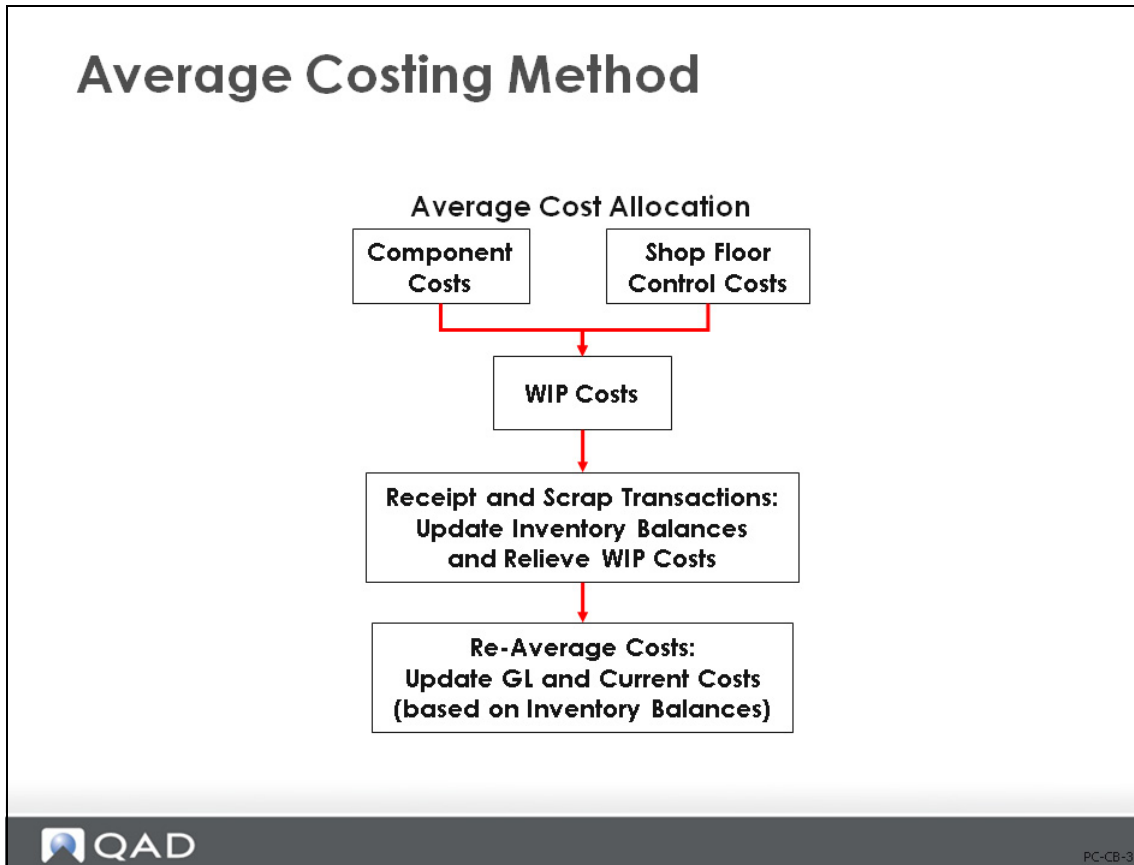 Average Costing Method
Average Cost Allocation
Component
Costs
Shop Floor
Control Costs
WIP Costs
Receipt and Scrap Transactions:
Update Inventory Balances
and Relieve WIP Costs
Re-Average Costs:
Update GL and Current Costs
(based on Inventory Balances)
QAD
PC-CB-3